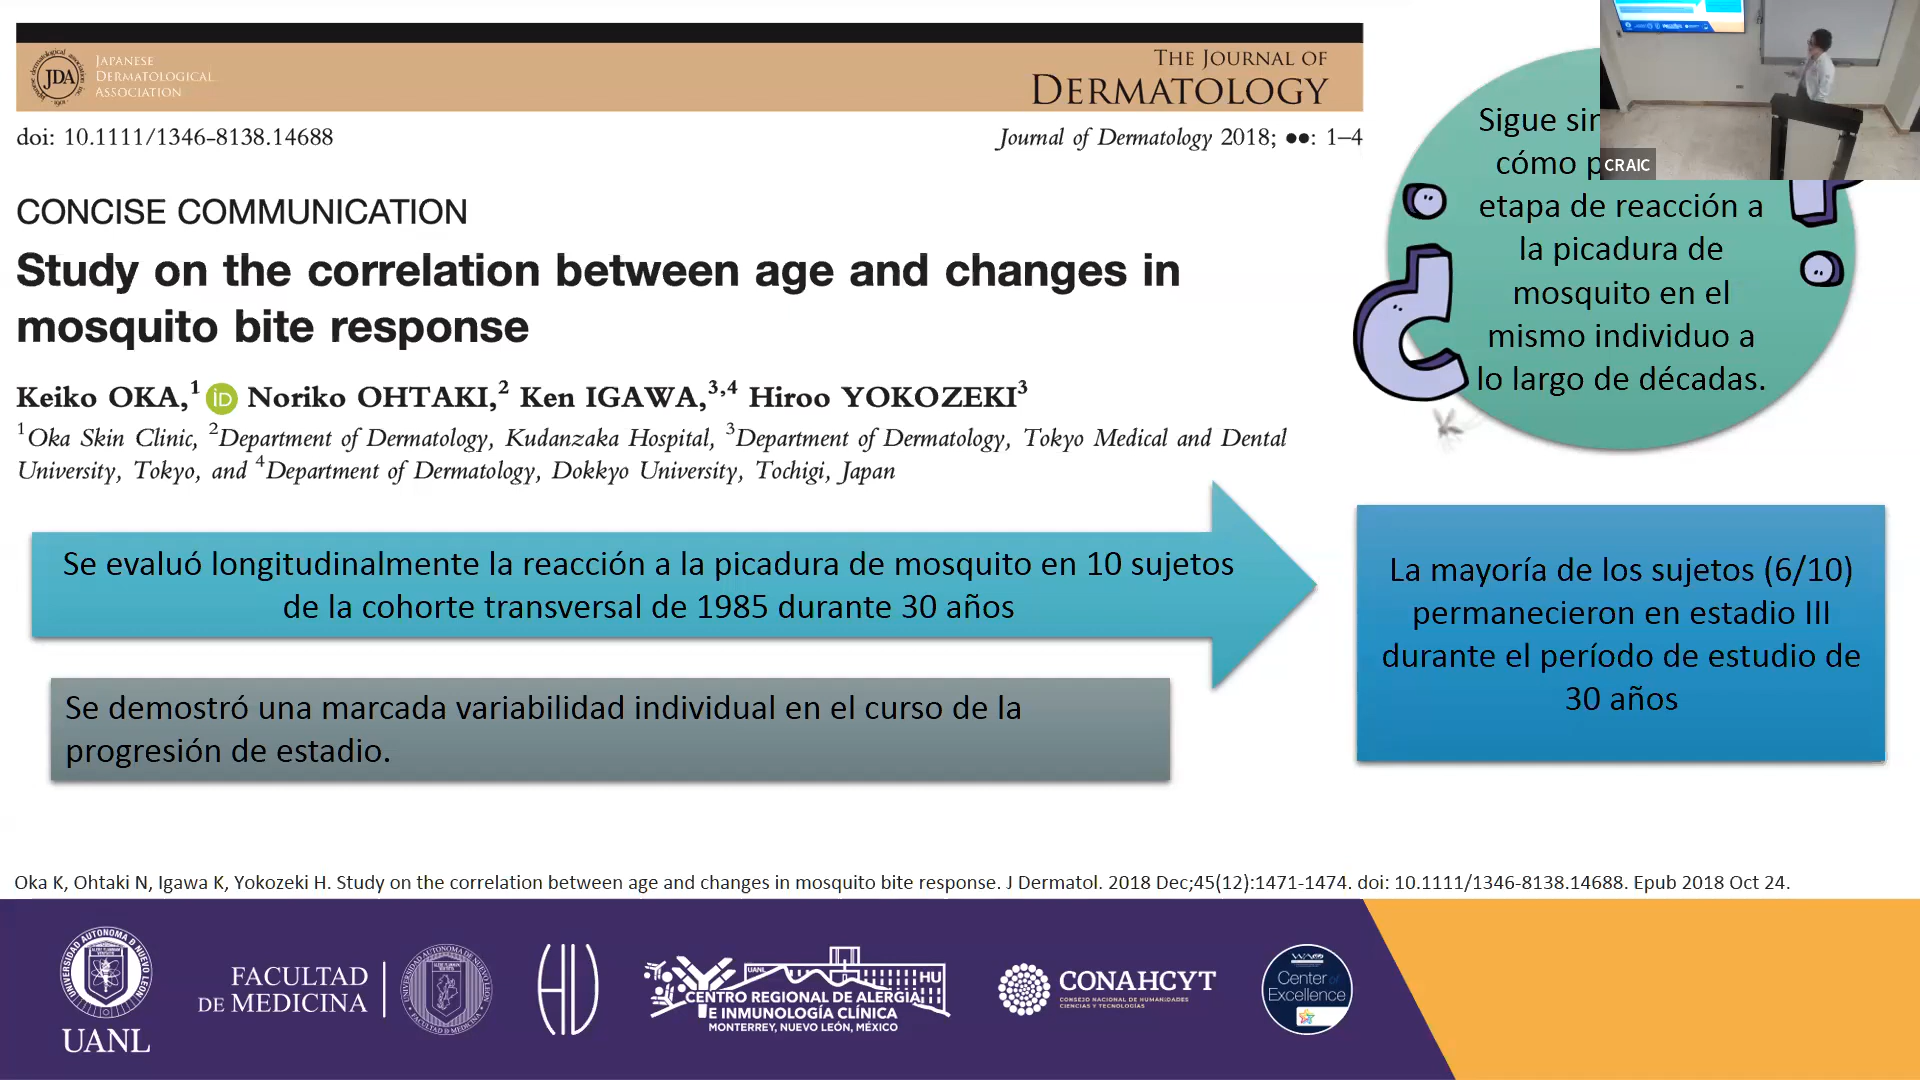 JAPANESE
DERMATOLOGICAL
ASSOCIATION
JDA
THE JOURNAL OF
DERMATOLOGY
doi: 10.1111/1346-8138.14688
Journal of Dermatology 2018; ●●: 1–4
CONCISE COMMUNICATION
Study on the correlation between age and changes in
mosquito bite response
Keiko OKA,1 iD Noriko OHTAKI,2 Ken IGAWA,3,4 Hiroo YOKOZEKI3
1Oka Skin Clinic, 2Department of Dermatology, Kudanzaka Hospital, 3Department of Dermatology, Tokyo Medical and Dental
University, Tokyo, and 4Department of Dermatology, Dokkyo University, Tochigi, Japan
Sigue
cómo
etapa de reacción a
la picadura de
mosquito en el
mismo individuo a
lo largo de décadas.
CRAIC
Se evaluó longitudinalmente la reacción a la picadura de mosquito en 10 sujetos
de la cohorte transversal de 1985 durante 30 años
La mayoría de los sujetos (6/10)
permanecieron en estadio III
durante el período de estudio de
30 años
Se demostró una marcada variabilidad individual en el curso de la
progresión de estadio.
Oka K, Ohtaki N, Igawa K, Yokozeki H. Study on the correlation between age and changes in mosquito bite response. J Dermatol. 2018 Dec;45(12):1471-1474. doi: 10.1111/1346-8138.14688. Epub 2018 Oct 24.
UANL
FACULTAD
DE MEDICINA
UANL
HU
CENTRO REGIONAL DE ALERGIA
E INMUNOLOGÍA CLÍNICA
MONTERREY, NUEVO LEÓN, MÉXICO
CONAHCYT
CONSEJO NACIONAL DE HUMANIDADES
CIENCIAS Y TECNOLOGÍAS
WAO
Center of
Excellence